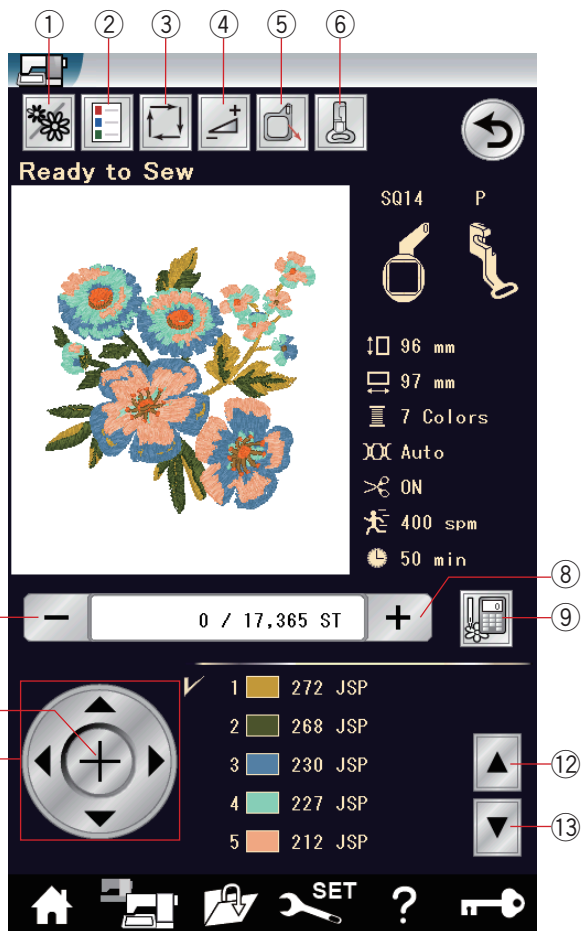 ① ② ③ ④ ⑤ ⑥
Ready to Sew
SQ14 P
96 mm
97 mm
7 Colors
Auto
ON
400 spm
50 min
⑧
− 0 / 17,365 ST +
⑨
1 272 JSP
2 268 JSP
3 230 JSP
4 227 JSP
5 212 JSP
⑫
⑬
SET ?